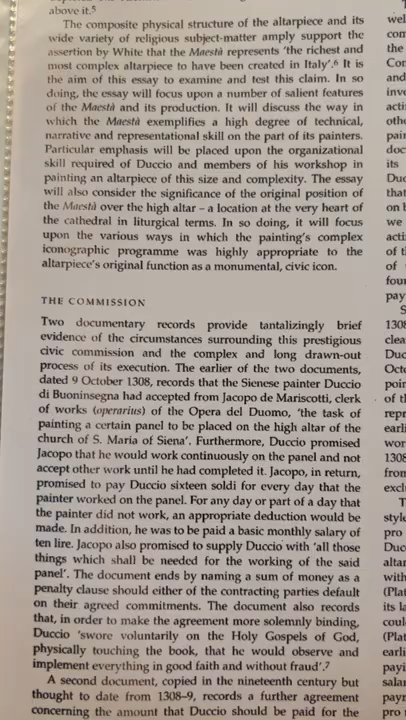 above it.⁵
The composite physical structure of the altarpiece and its
wide variety of religious subject-matter amply support the
assertion by White that the Maestà represents 'the richest and
most complex altarpiece to have been created in Italy'.⁶ It is
the aim of this essay to examine and test this claim. In so
doing, the essay will focus upon a number of salient features
of the Maestà and its production. It will discuss the way in
which the Maestà exemplifies a high degree of technical,
narrative and representational skill on the part of its painters.
Particular emphasis will be placed upon the organizational
skill required of Duccio and members of his workshop in
painting an altarpiece of this size and complexity. The essay
will also consider the significance of the original position of
the Maestà over the high altar – a location at the very heart of
the cathedral in liturgical terms. In so doing, it will focus
upon the various ways in which the painting's complex
iconographic programme was highly appropriate to the
altarpiece's original function as a monumental, civic icon.
THE COMMISSION
Two documentary records provide tantalizingly brief
evidence of the circumstances surrounding this prestigious
civic commission and the complex and long drawn-out
process of its execution. The earlier of the two documents,
dated 9 October 1308, records that the Sienese painter Duccio
di Buoninsegna had accepted from Jacopo de Mariscotti, clerk
of works (operarius) of the Opera del Duomo, 'the task of
painting a certain panel to be placed on the high altar of the
church of S. Maria of Siena'. Furthermore, Duccio promised
Jacopo that he would work continuously on the panel and not
accept other work until he had completed it. Jacopo, in return,
promised to pay Duccio sixteen soldi for every day that the
painter worked on the panel. For any day or part of a day that
the painter did not work, an appropriate deduction would be
made. In addition, he was to be paid a basic monthly salary of
ten lire. Jacopo also promised to supply Duccio with 'all those
things which shall be needed for the working of the said
panel'. The document ends by naming a sum of money as a
penalty clause should either of the contracting parties default
on their agreed commitments. The document also records
that, in order to make the agreement more solemnly binding,
Duccio 'swore voluntarily on the Holy Gospels of God,
physically touching the book, that he would observe and
implement everything in good faith and without fraud'.⁷
A second document, copied in the nineteenth century but
thought to date from 1308–9, records a further agreement
concerning the amount that Duccio should be paid for the